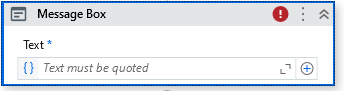 Message Box
Text *
{ } Text must be quoted